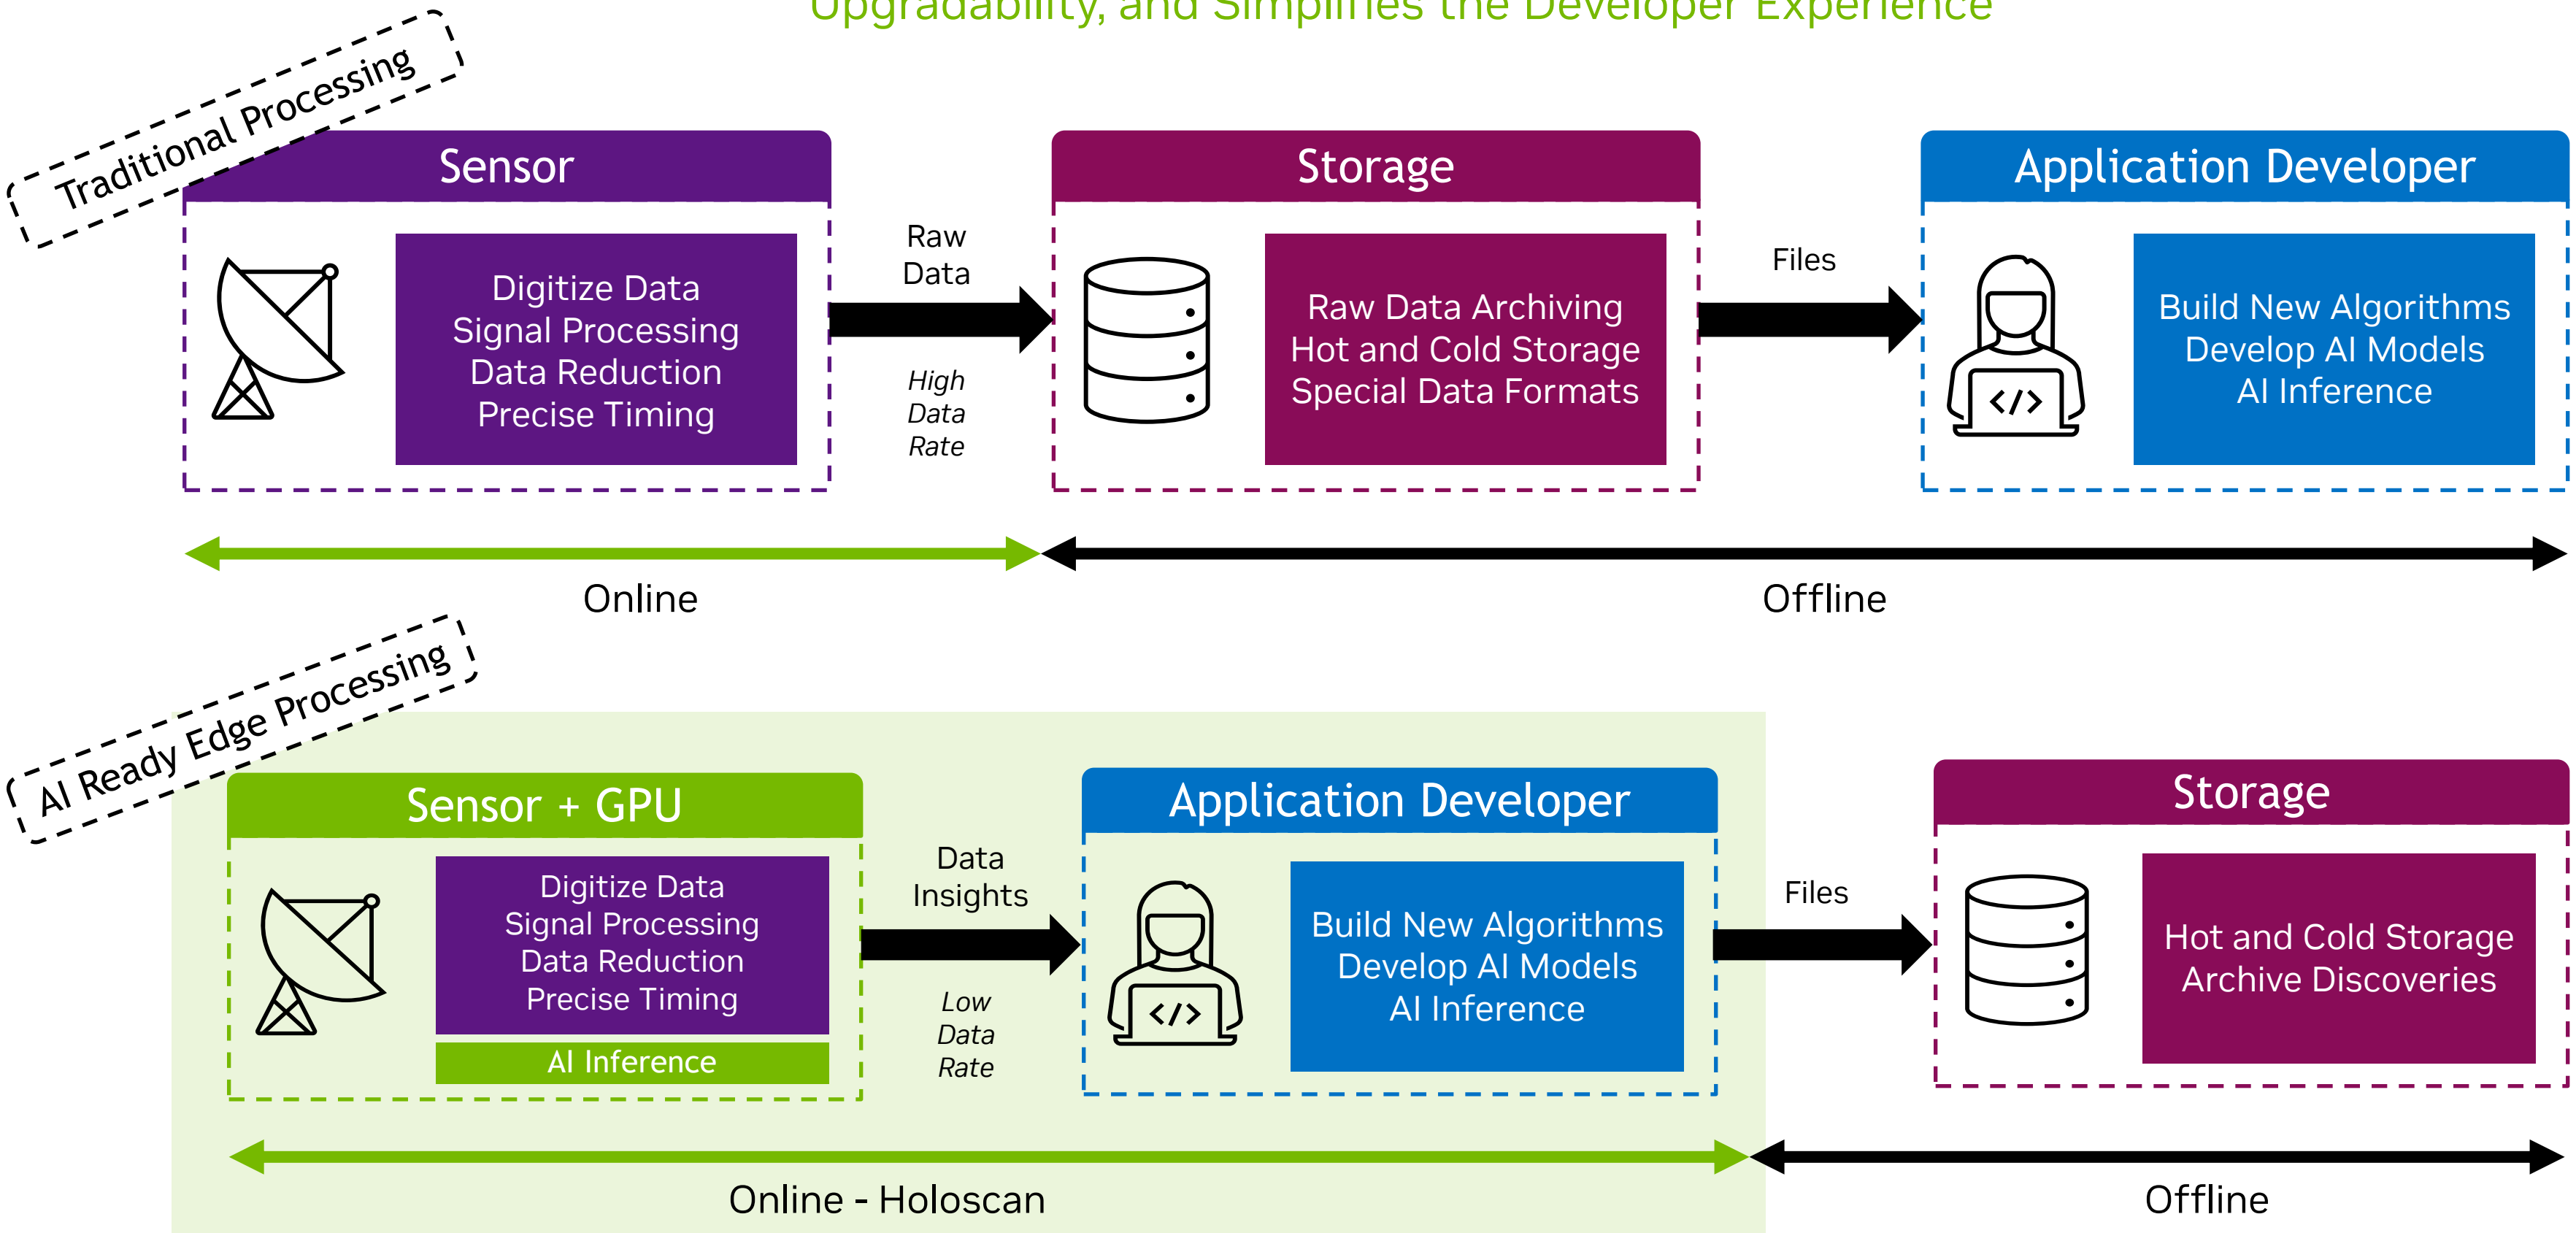 Upgradability, and Simplifies the Developer Experience
Traditional Processing
Sensor
Digitize Data
Signal Processing
Data Reduction
Precise Timing
Raw
Data
High
Data
Rate
Storage
Raw Data Archiving
Hot and Cold Storage
Special Data Formats
Files
Application Developer
Build New Algorithms
Develop AI Models
AI Inference
Online
Offline
AI Ready Edge Processing
Sensor + GPU
Digitize Data
Signal Processing
Data Reduction
Precise Timing
AI Inference
Data
Insights
Low
Data
Rate
Application Developer
Build New Algorithms
Develop AI Models
AI Inference
Files
Storage
Hot and Cold Storage
Archive Discoveries
Online - Holoscan
Offline